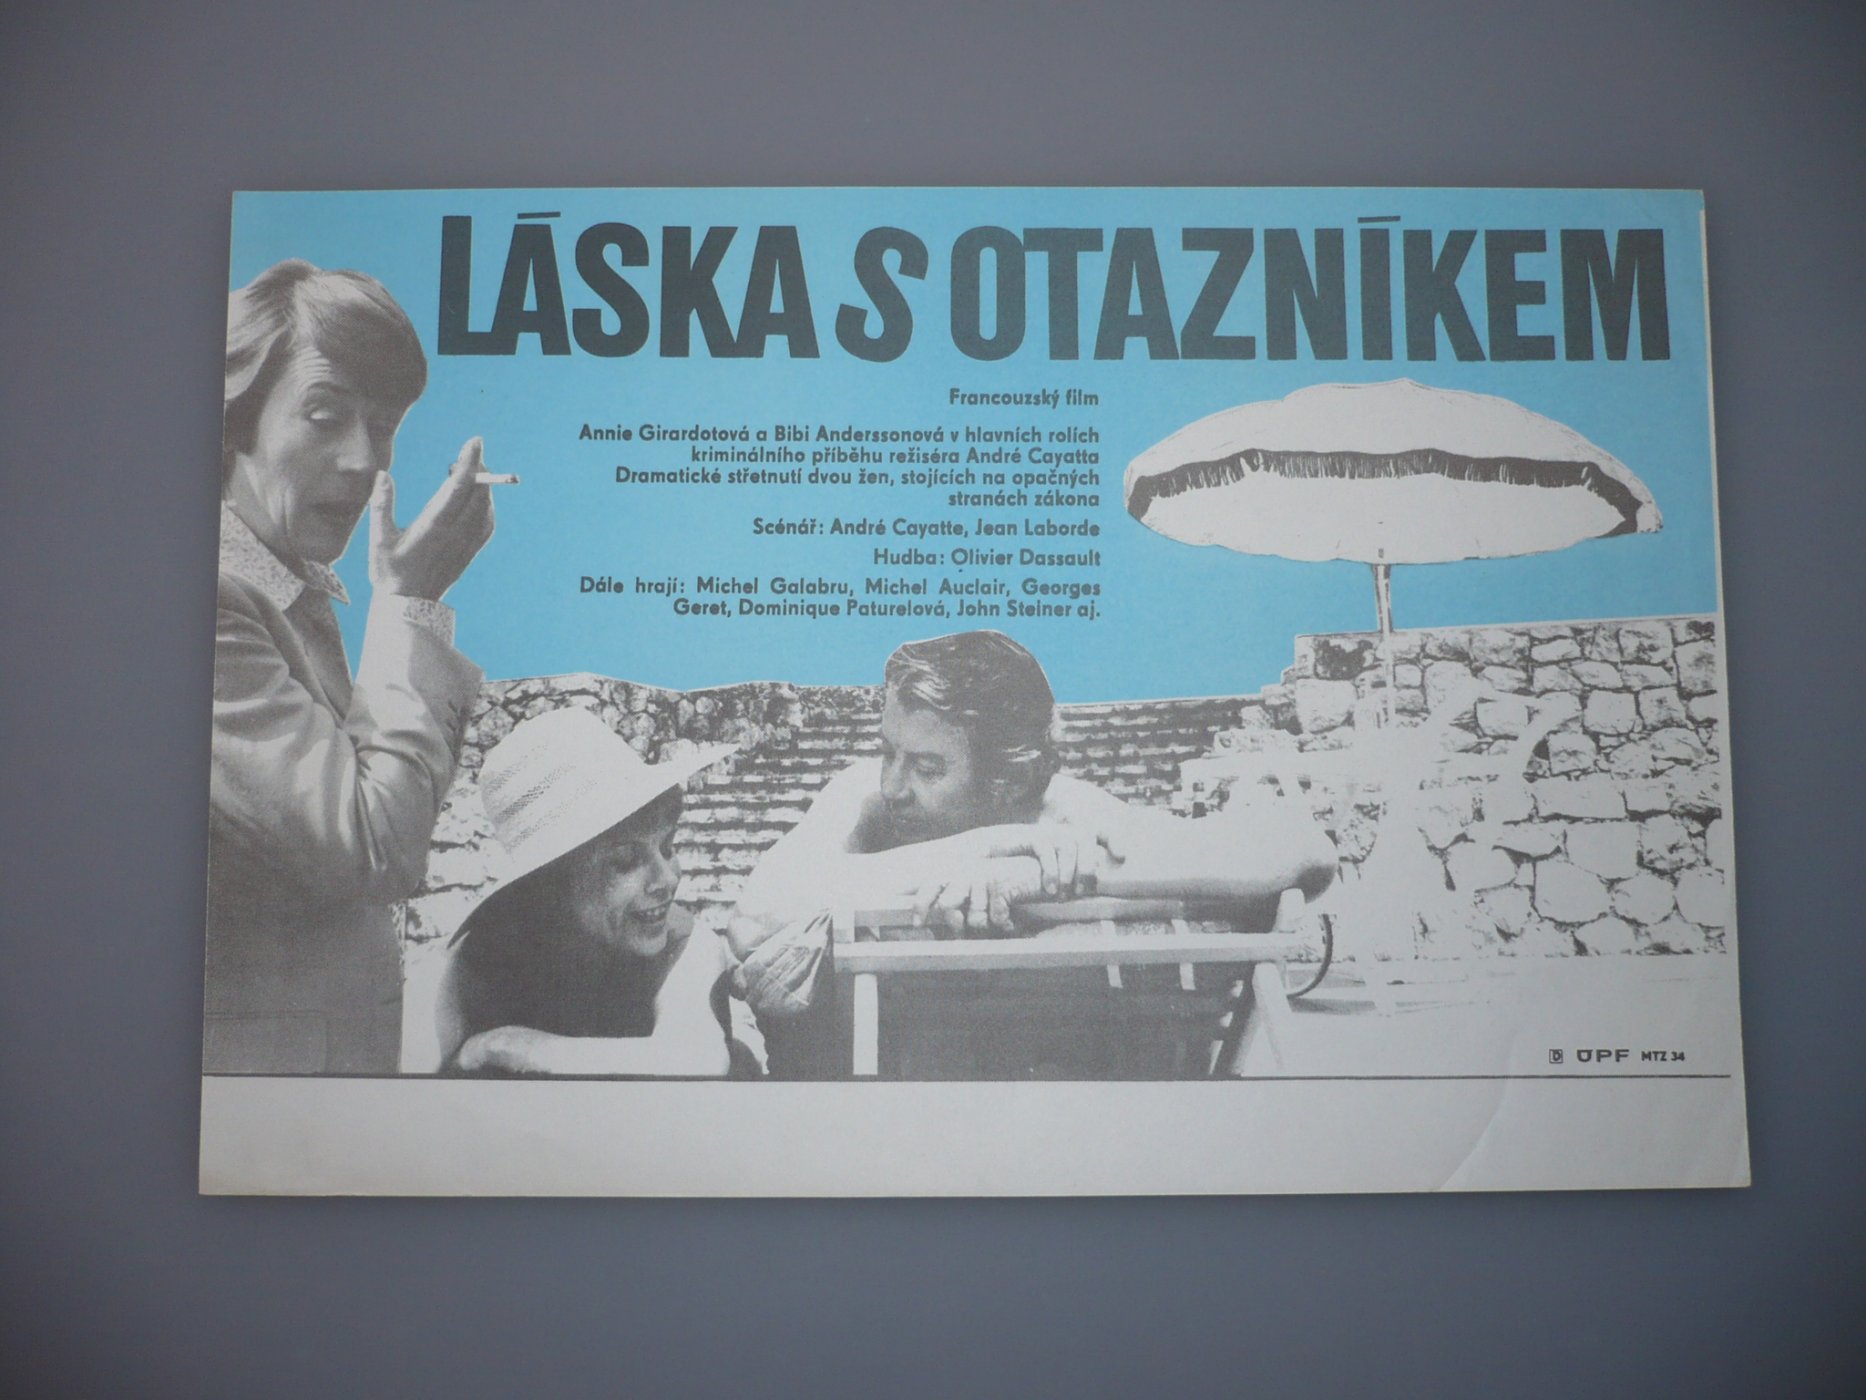 LÁSKA S OTAZNÍKEM
Francouzský film
Annie Girardotová a Bibi Anderssonová v hlavních rolích
kriminálního příběhu režiséra André Cayatta
Dramatické střetnutí dvou žen, stojících na opačných
stranách zákona
Scénář: André Cayatte, Jean Laborde
Hudba: Olivier Dassault
Dále hrají: Michel Galabru, Michel Auclair, Georges
Geret, Dominique Paturelová, John Steiner aj.
D ÚPF MTZ 34